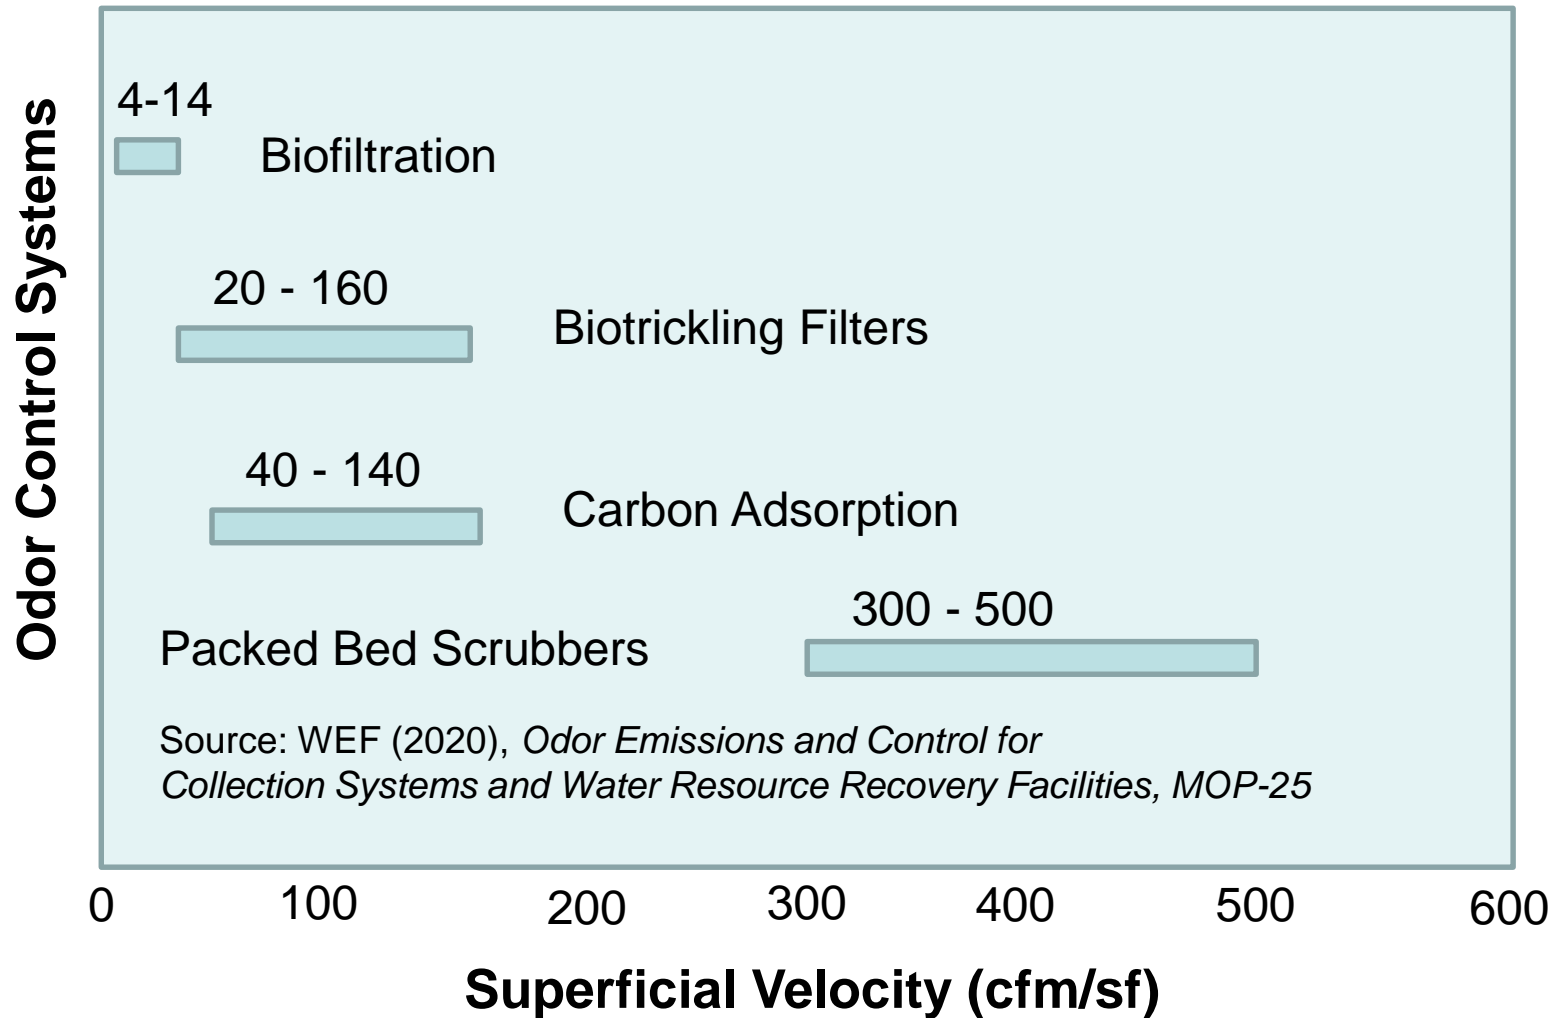 Odor Control Systems
4-14
Biofiltration
20 - 160
Biotrickling Filters
40 - 140
Carbon Adsorption
300 - 500
Packed Bed Scrubbers
Source: WEF (2020), Odor Emissions and Control for
Collection Systems and Water Resource Recovery Facilities, MOP-25
0 100 200 300 400 500 600
Superficial Velocity (cfm/sf)